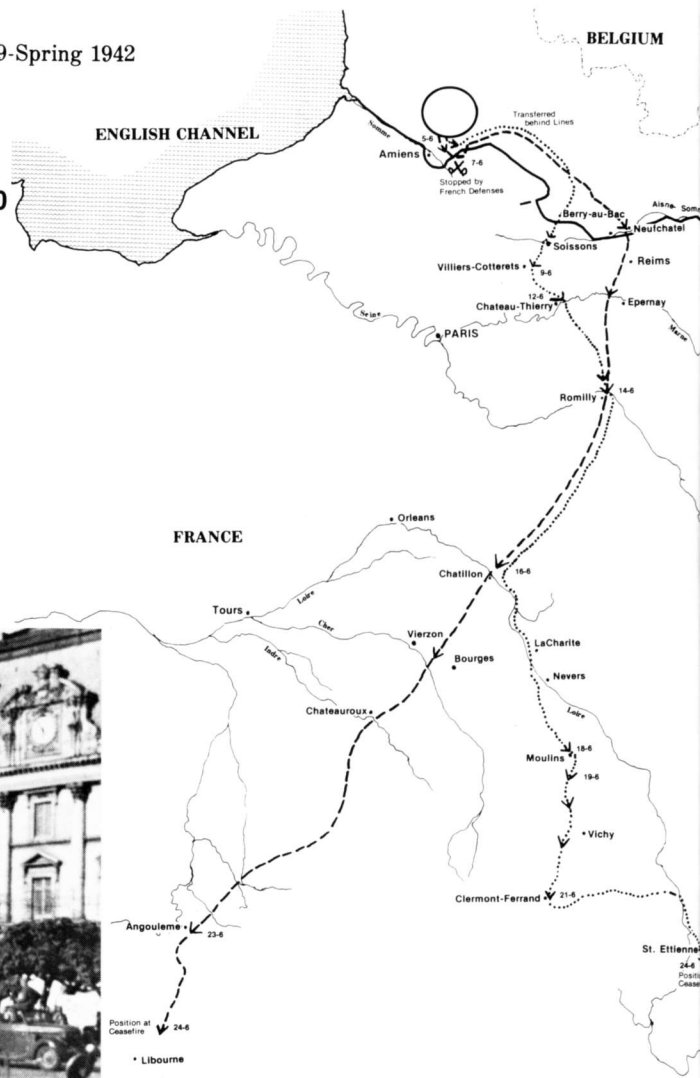 9-Spring 1942
BELGIUM
ENGLISH CHANNEL
0
Somme
5-6
Transferred
behind Lines
Amiens
7-6
Stopped by
French Defenses
Berry-au-Bac
Aisne-Somm
Neufchatel
Soissons
Reims
Villiers-Cotterets
9-6
12-6
Chateau-Thierry
Epernay
Seine
Marne
PARIS
Romilly
14-6
FRANCE
Orleans
Chatillon
16-6
Loire
Tours
Cher
Vierzon
LaCharite
Indre
Bourges
Nevers
Loire
Chateauroux
18-6
Moulins
19-6
Vichy
Clermont-Ferrand
21-6
Angouleme
23-6
St. Ettienne
24-6
Positi
Cease
Position at
Ceasefire
24-6
Libourne